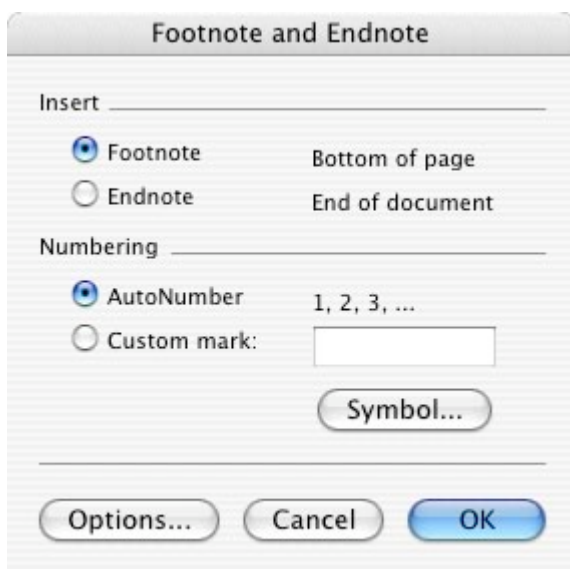 Footnote and Endnote
Insert
Footnote Bottom of page
Endnote End of document
Numbering
AutoNumber 1, 2, 3, ...
Custom mark:
Symbol...
Options... Cancel OK